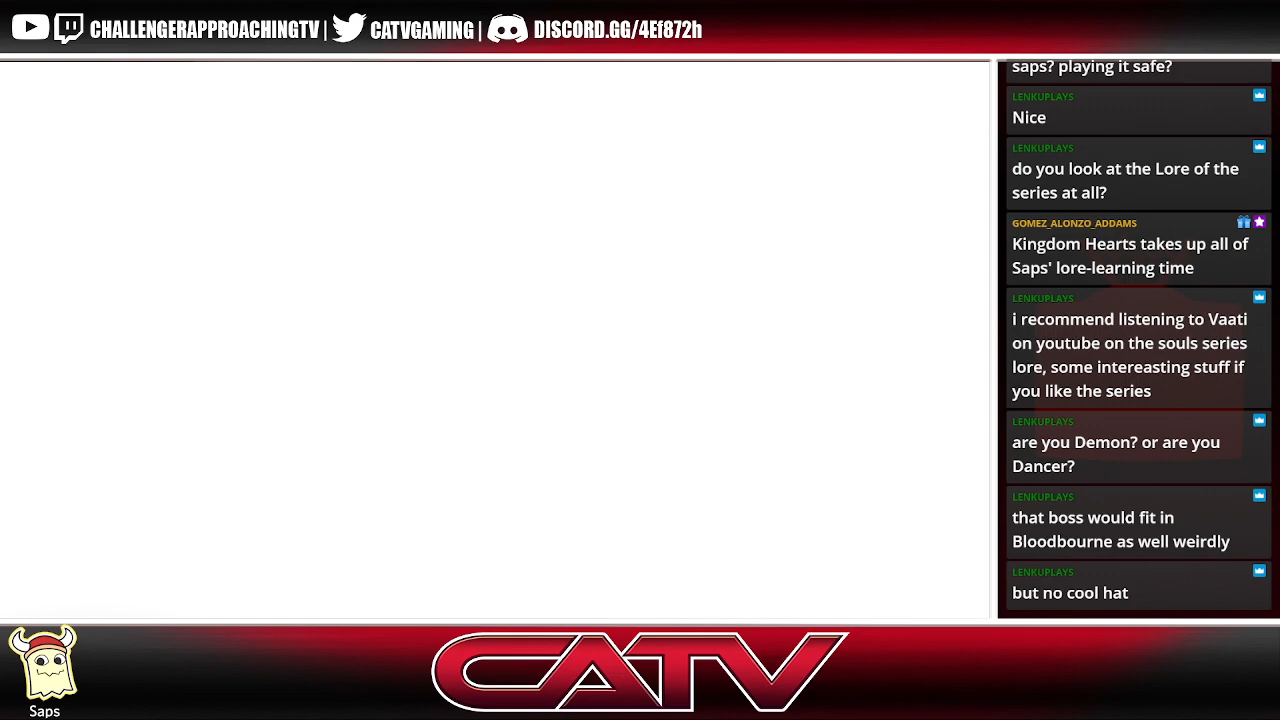 CHALLENGERAPPROACHINGTV | CATVGAMING | DISCORD.GG/4Ef872h
saps? playing it safe?
LENKUPLAYS
Nice
LENKUPLAYS
do you look at the Lore of the
series at all?
GOMEZ_ALONZO_ADDAMS
Kingdom Hearts takes up all of
Saps' lore-learning time
LENKUPLAYS
i recommend listening to Vaati
on youtube on the souls series
lore, some intereasting stuff if
you like the series
LENKUPLAYS
are you Demon? or are you
Dancer?
LENKUPLAYS
that boss would fit in
Bloodbourne as well weirdly
LENKUPLAYS
but no cool hat
CATV
Saps